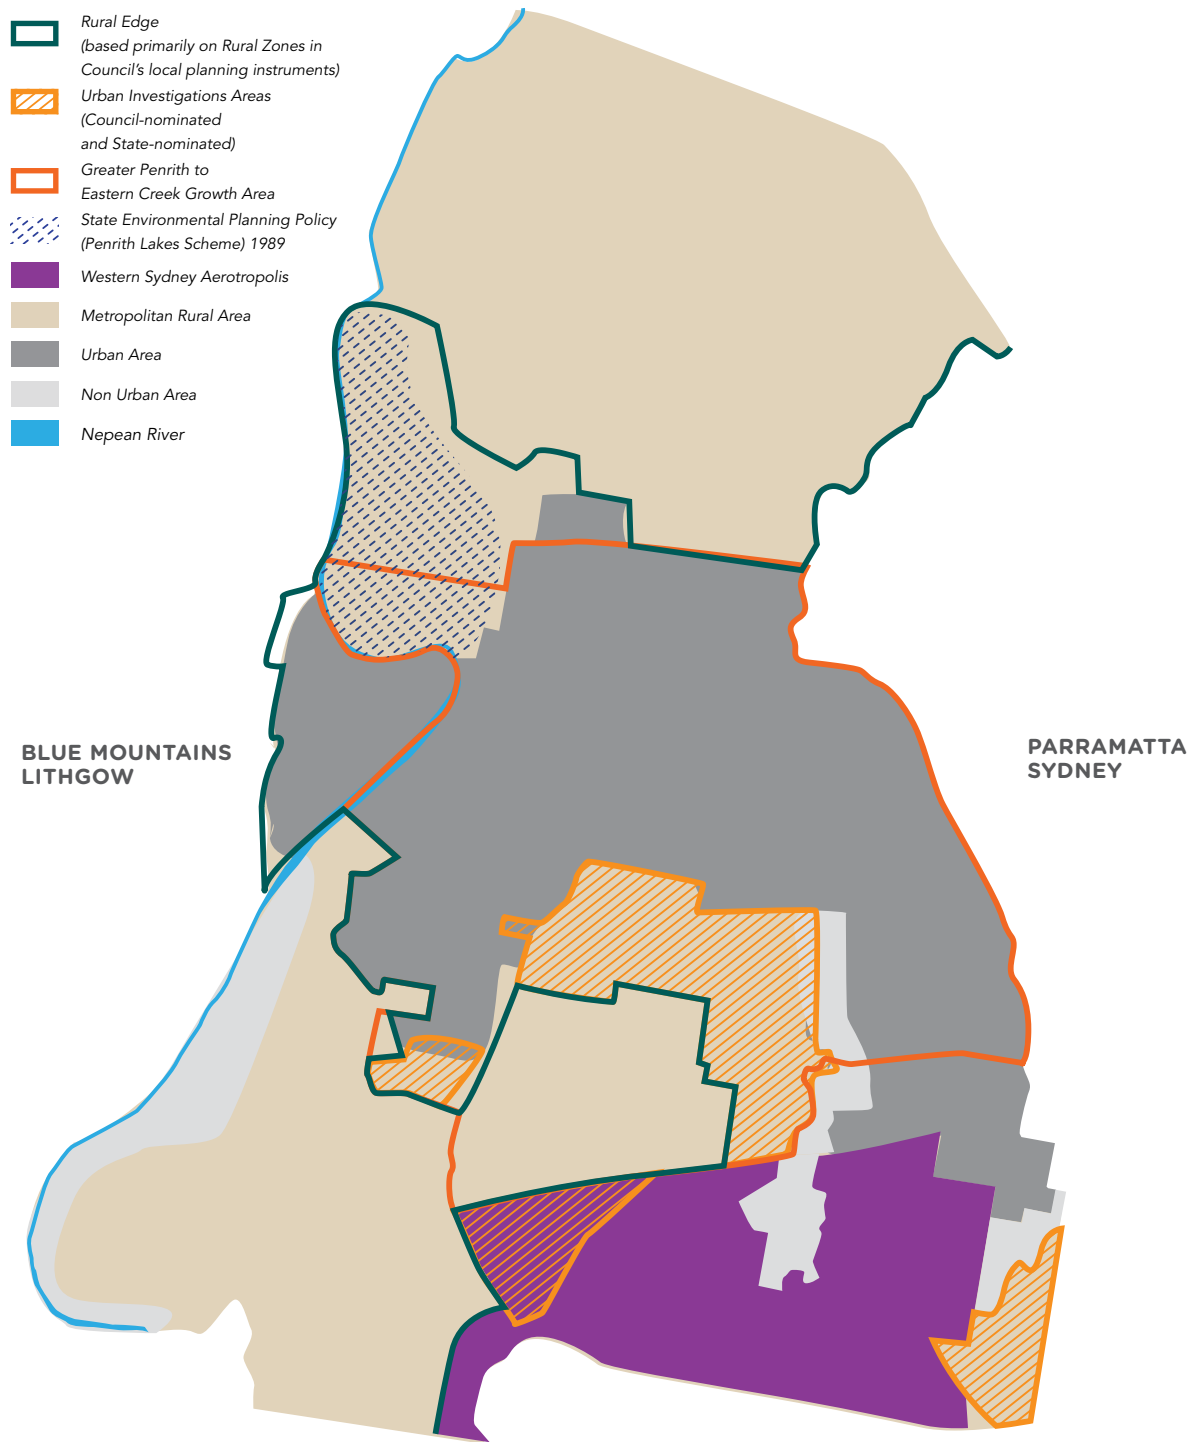 Rural Edge
(based primarily on Rural Zones in
Council's local planning instruments)
Urban Investigations Areas
(Council-nominated
and State-nominated)
Greater Penrith to
Eastern Creek Growth Area
State Environmental Planning Policy
(Penrith Lakes Scheme) 1989
Western Sydney Aerotropolis
Metropolitan Rural Area
Urban Area
Non Urban Area
Nepean River
BLUE MOUNTAINS
LITHGOW
PARRAMATTA
SYDNEY